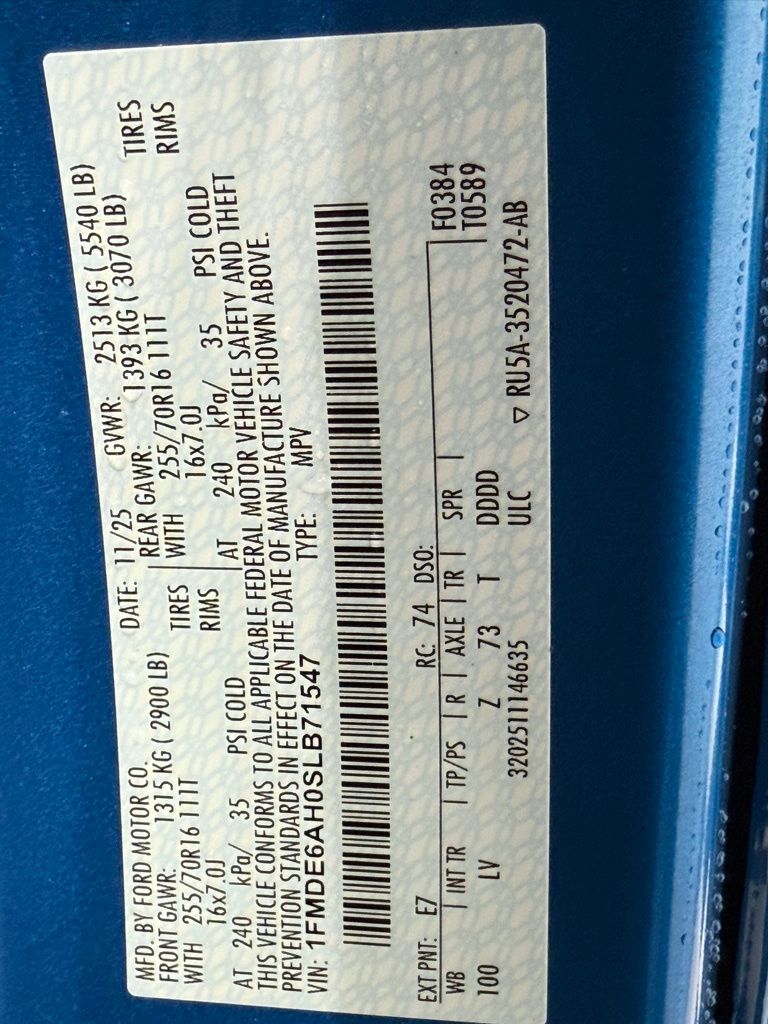 MFD. BY FORD MOTOR CO.
DATE: 11/25 GVWR: 2513 KG ( 5540 LB)
FRONT GAWR: 1315 KG ( 2900 LB) REAR GAWR: 1393 KG ( 3070 LB)
WITH 255/70R16 111T TIRES WITH 255/70R16 111T TIRES
16x7.0J RIMS 16x7.0J RIMS
AT 240 kPa/ 35 PSI COLD AT 240 kPa/ 35 PSI COLD
THIS VEHICLE CONFORMS TO ALL APPLICABLE FEDERAL MOTOR VEHICLE SAFETY AND THEFT
PREVENTION STANDARDS IN EFFECT ON THE DATE OF MANUFACTURE SHOWN ABOVE.
VIN: 1FMDE6AH0SLB71547 TYPE: MPV
EXT PNT: E7 RC: 74 DSO: F0384
WB INT TR TP/PS R AXLE TR SPR T0589
100 LV Z 73 T DDDD
3202511146635 ULC ▽ RU5A-3520472-AB